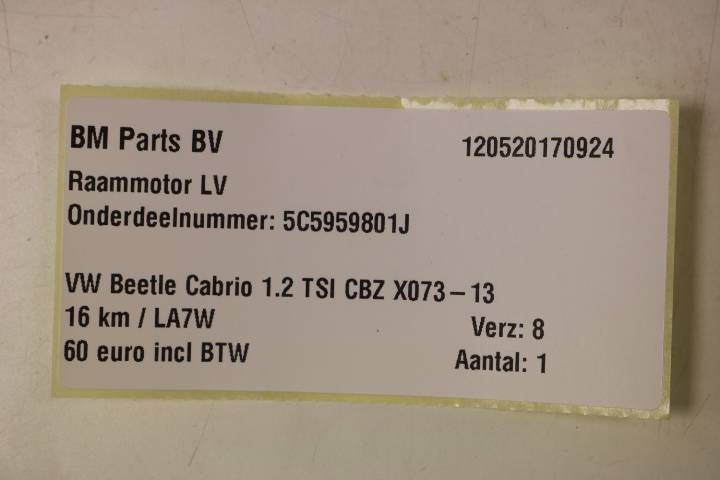 BM Parts BV 120520170924
Raammotor LV
Onderdeelnummer: 5C5959801J
VW Beetle Cabrio 1.2 TSI CBZ X073-13
16 km / LA7W Verz: 8
60 euro incl BTW Aantal: 1